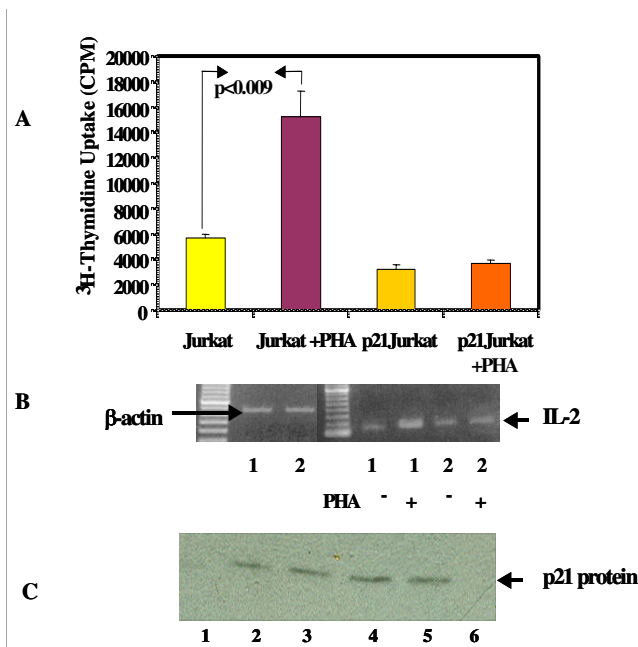 A
³H-Thymidine Uptake (CPM)
20000
18000
16000
14000
12000
10000
8000
6000
4000
2000
0
p<0.009
Jurkat Jurkat +PHA p21Jurkat p21Jurkat
+PHA
B
β-actin
IL-2
1 2 1 1 2 2
PHA - + - +
C
p21 protein
1 2 3 4 5 6